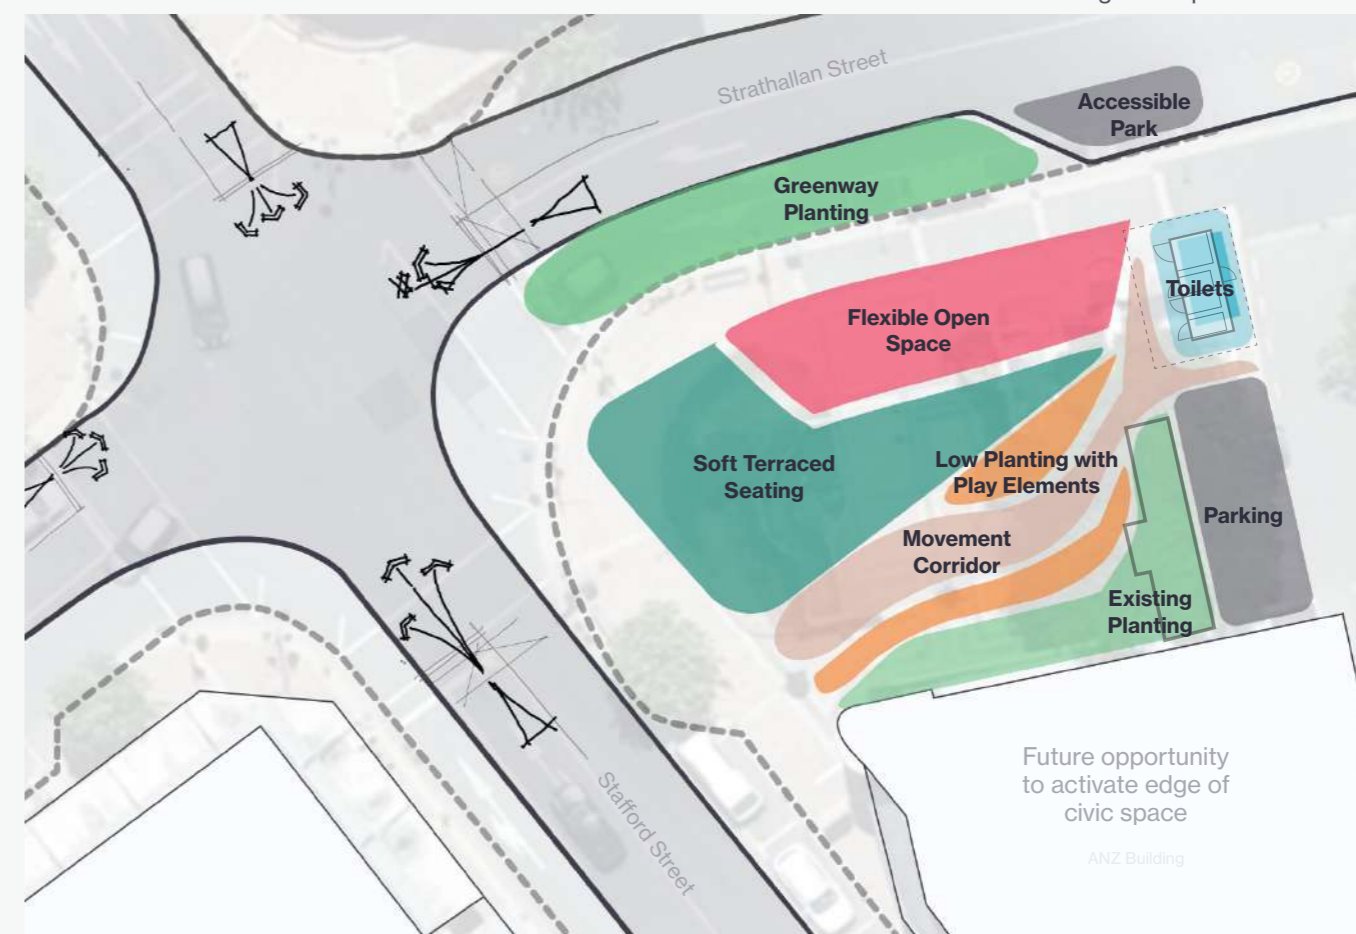 Strathallan Street
Accessible
Park
Greenway
Planting
Toilets
Flexible Open
Space
Soft Terraced
Seating
Low Planting with
Play Elements
Parking
Movement
Corridor
Existing
Planting
Stafford Street
Future opportunity
to activate edge of
civic space
ANZ Building